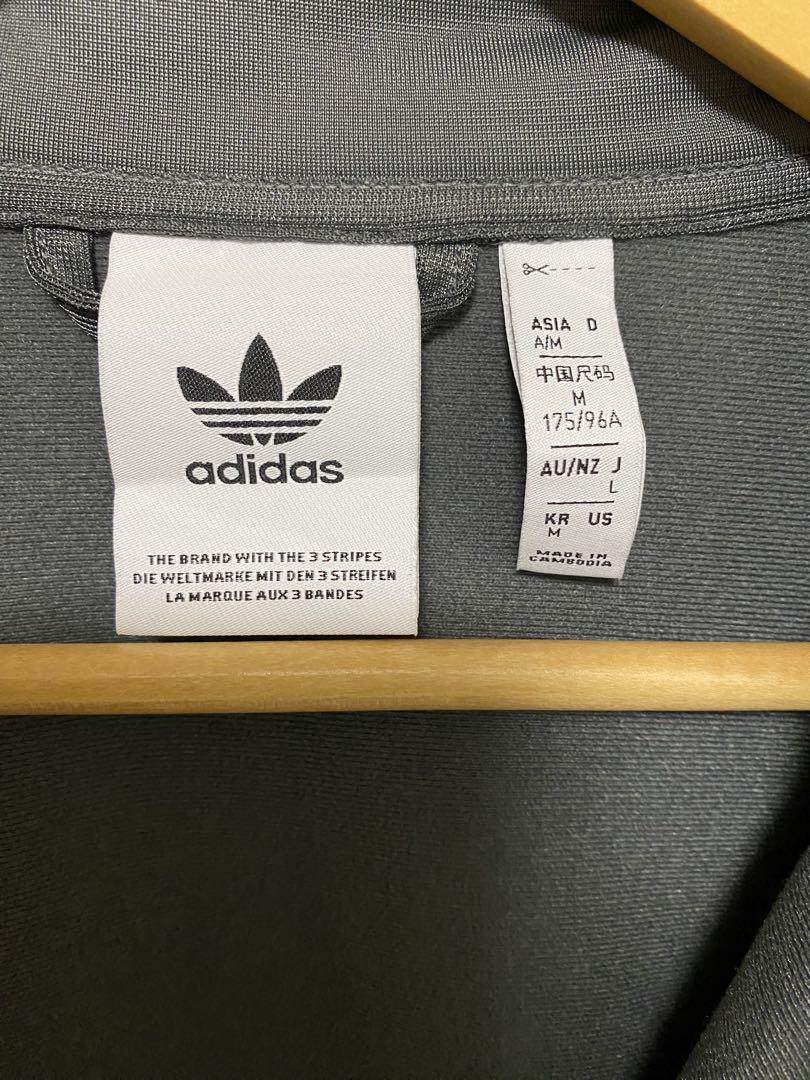 adidas
THE BRAND WITH THE 3 STRIPES
DIE WELTMARKE MIT DEN 3 STREIFEN
LA MARQUE AUX 3 BANDES
ASIA D
A/M
中国尺码
M
175/96A
AU/NZ J
L
KR US
M
MADE IN
CAMBODIA